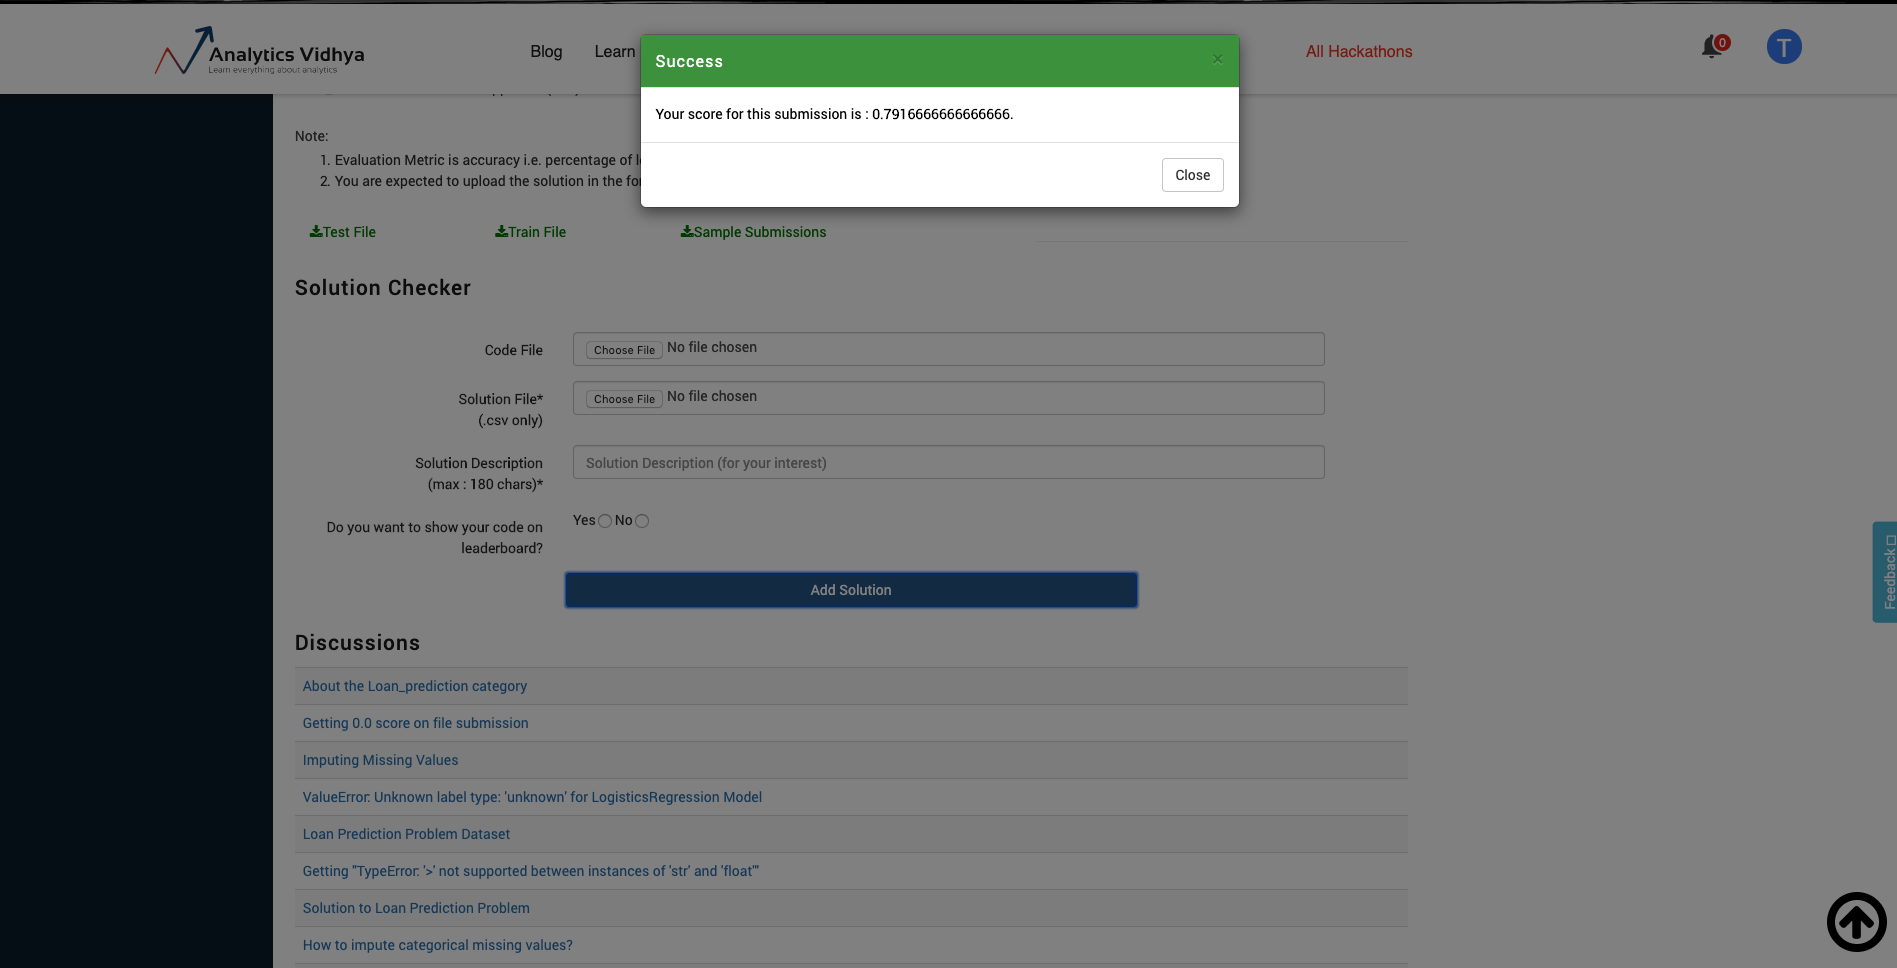 Analytics Vidhya
Learn everything about analytics
Blog
Learn
All Hackathons
0
T
Success
×
Your score for this submission is : 0.7916666666666666.
Close
Note:
1. Evaluation Metric is accuracy i.e. percentage of
2. You are expected to upload the solution in the
Test File
Train File
Sample Submissions
Solution Checker
Code File
Choose File No file chosen
Solution File*
(.csv only)
Choose File No file chosen
Solution Description
(max : 180 chars)*
Solution Description (for your interest)
Do you want to show your code on
leaderboard?
Yes No
Add Solution
Feedback
Discussions
About the Loan_prediction category
Getting 0.0 score on file submission
Imputing Missing Values
ValueError: Unknown label type: 'unknown' for LogisticsRegression Model
Loan Prediction Problem Dataset
Getting "TypeError: '>' not supported between instances of 'str' and 'float'"
Solution to Loan Prediction Problem
How to impute categorical missing values?